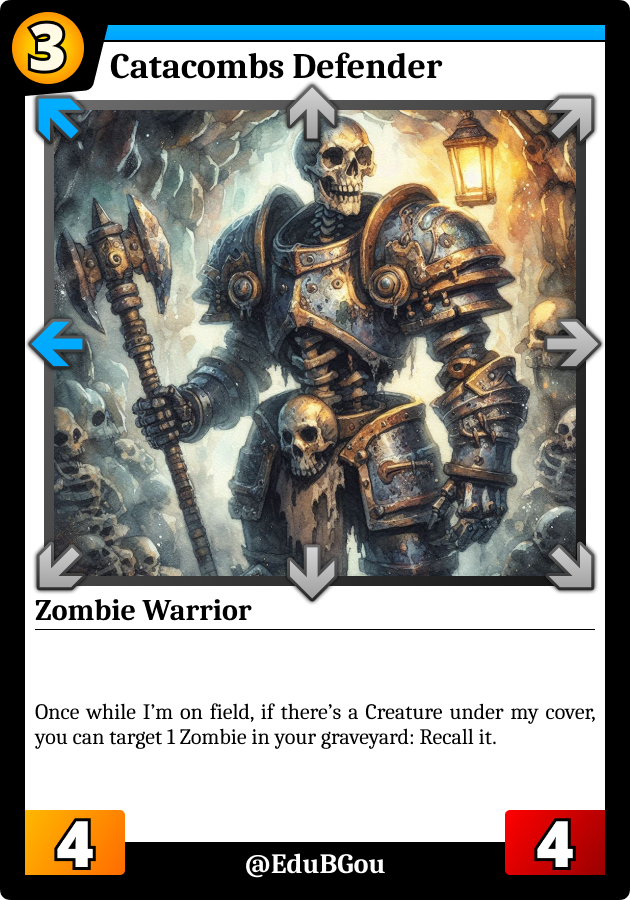 3
Catacombs Defender
Zombie Warrior
Once while I’m on field, if there’s a Creature under my cover,
you can target 1 Zombie in your graveyard: Recall it.
4
@EduBGou
4